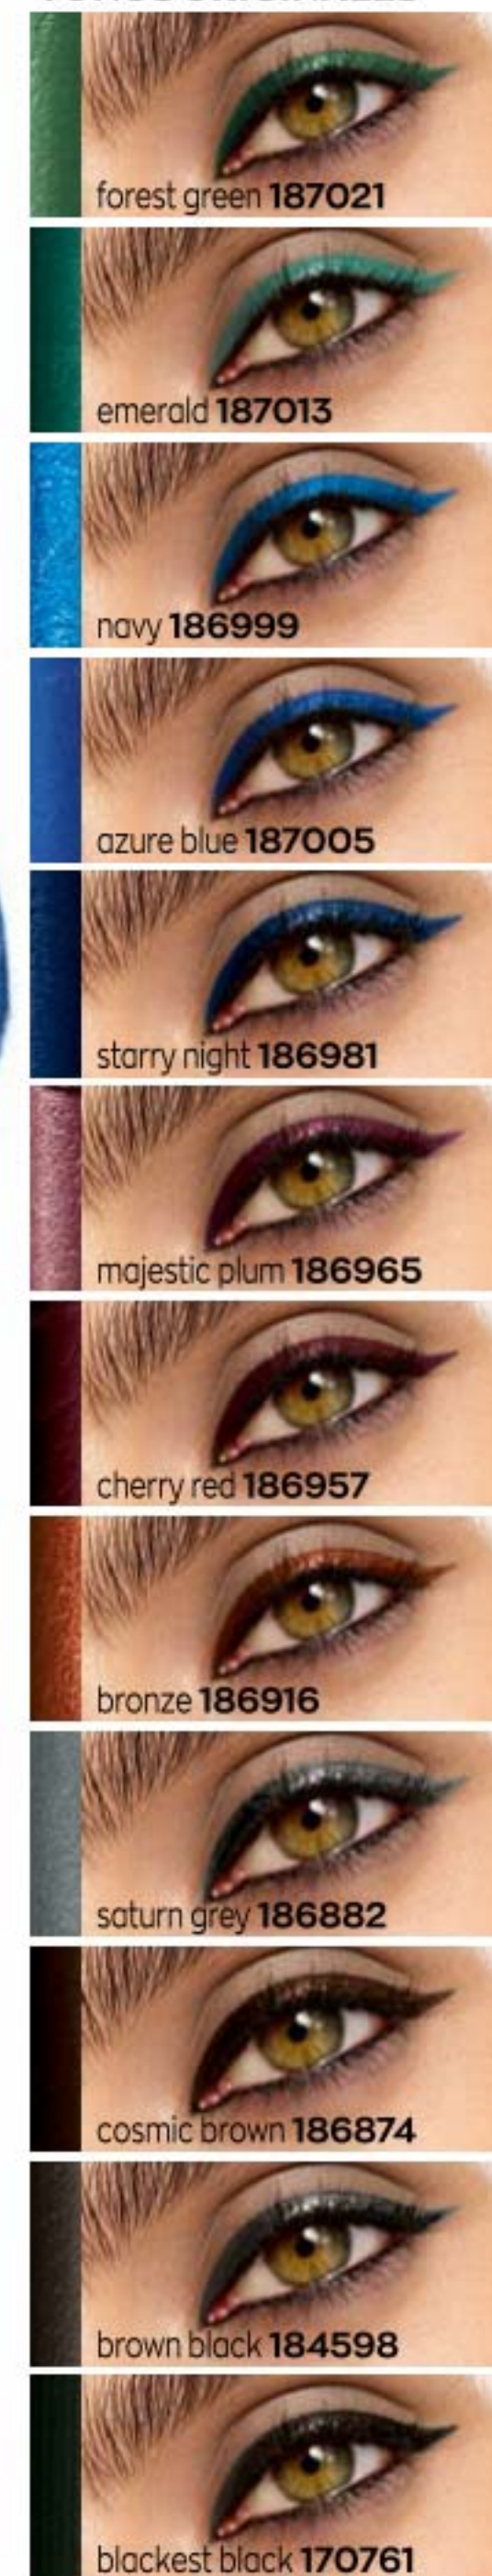 forest green 187021
emerald 187013
navy 186999
azure blue 187005
starry night 186981
majestic plum 186965
cherry red 186957
bronze 186916
saturn grey 186882
cosmic brown 186874
brown black 184598
blackest black 170761